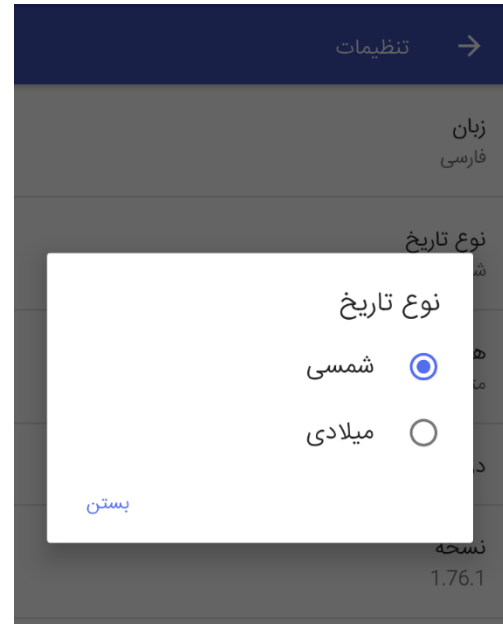 تنظیمات
زبان
فارسی
نوع تاریخ
نوع تاریخ
شمسی
میلادی
بستن
نسخه
1.76.1